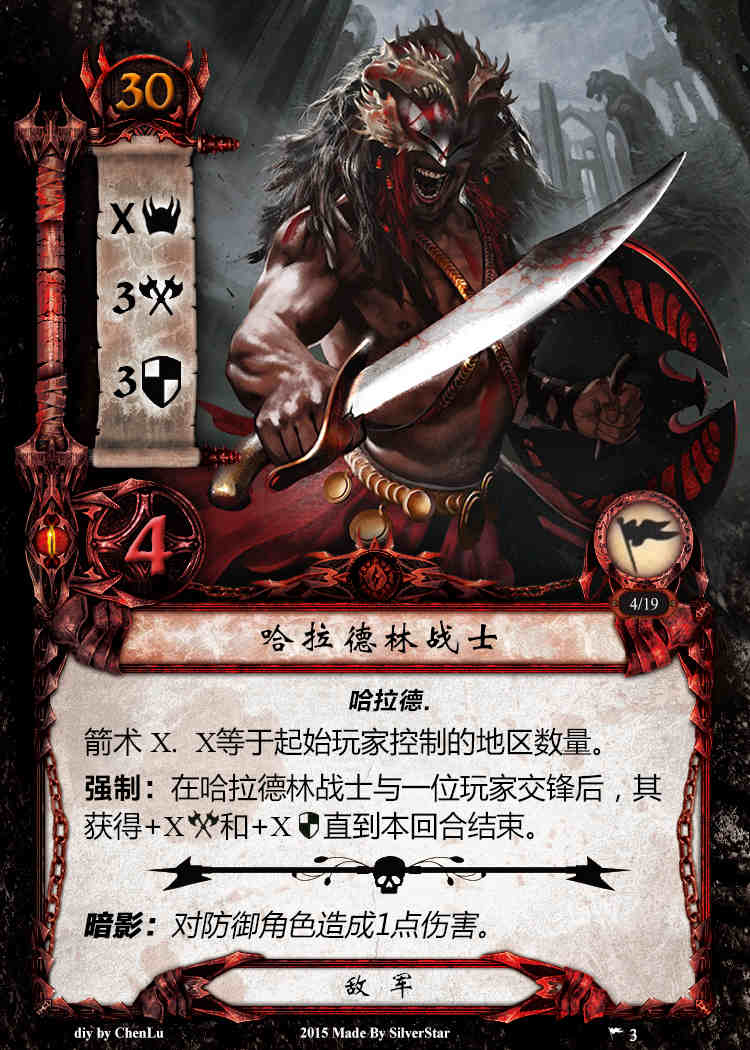 30
X
3
3
4
4/19
哈拉德林战士
哈拉德.
箭术 X. X等于起始玩家控制的地区数量。
强制：在哈拉德林战士与一位玩家交锋后，其
获得+X和+X直到本回合结束。
暗影：对防御角色造成1点伤害。
敌军
diy by ChenLu 2015 Made By SilverStar 3